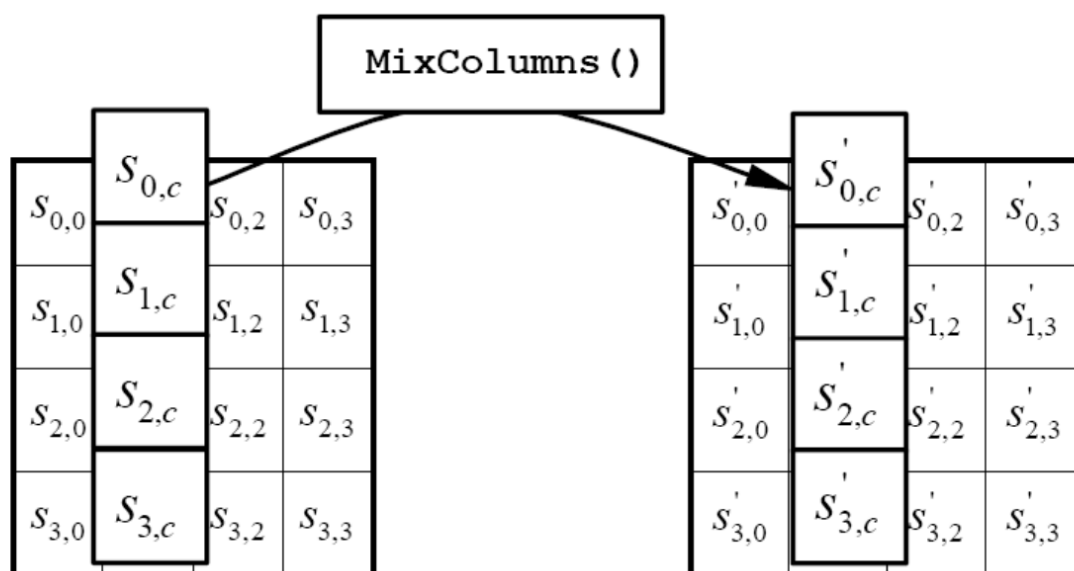 MixColumns()
s0,0 s0,c s0,2 s0,3 s'0,0 s'0,c s'0,2 s'0,3
s1,0 s1,c s1,2 s1,3 s'1,0 s'1,c s'1,2 s'1,3
s2,0 s2,c s2,2 s2,3 s'2,0 s'2,c s'2,2 s'2,3
s3,0 s3,c s3,2 s3,3 s'3,0 s'3,c s'3,2 s'3,3